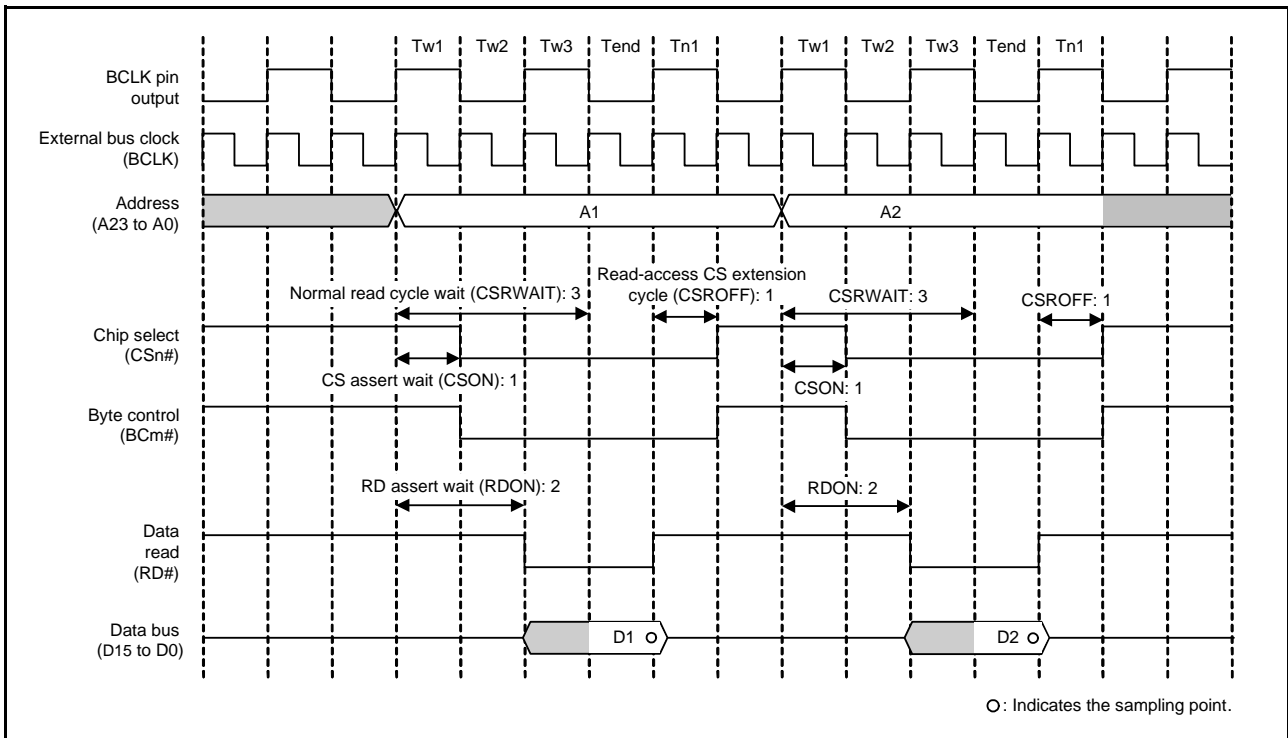 Tw1 Tw2 Tw3 Tend Tn1 Tw1 Tw2 Tw3 Tend Tn1
BCLK pin
output
External bus clock
(BCLK)
Address
(A23 to A0)
A1 A2
Normal read cycle wait (CSRWAIT): 3
Read-access CS extension
cycle (CSROFF): 1
CSRWAIT: 3
CSROFF: 1
Chip select
(CSn#)
CS assert wait (CSON): 1
CSON: 1
Byte control
(BCm#)
RD assert wait (RDON): 2
RDON: 2
Data
read
(RD#)
Data bus
(D15 to D0)
D1 D2
: Indicates the sampling point.